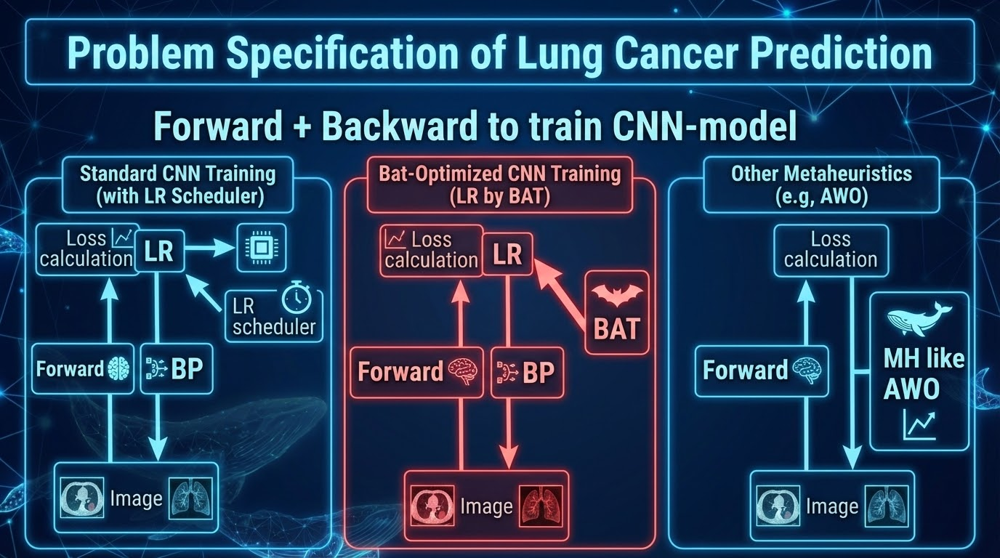 Problem Specification of Lung Cancer Prediction
Forward + Backward to train CNN-model
Standard CNN Training
(with LR Scheduler)
Loss
calculation
LR
LR
scheduler
Forward
BP
Image
Bat-Optimized CNN Training
(LR by BAT)
Loss
calculation
LR
BAT
Forward
BP
Image
Other Metaheuristics
(e.g, AWO)
Loss
calculation
MH like
AWO
Forward
Image